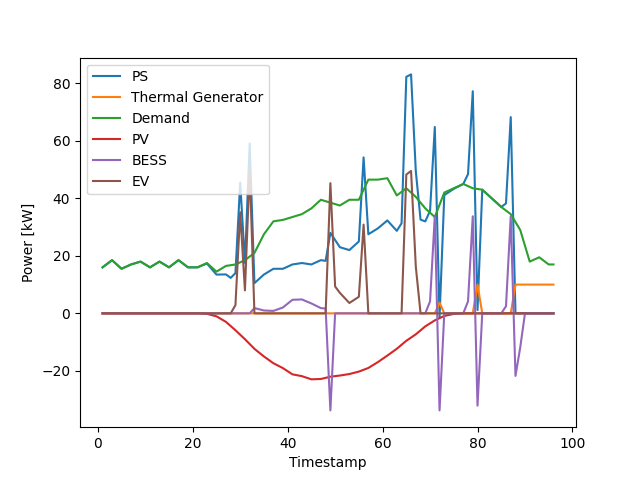 PS
Thermal Generator
Demand
PV
BESS
EV
Power [kW]
80
60
40
20
0
−20
0 20 40 60 80 100
Timestamp